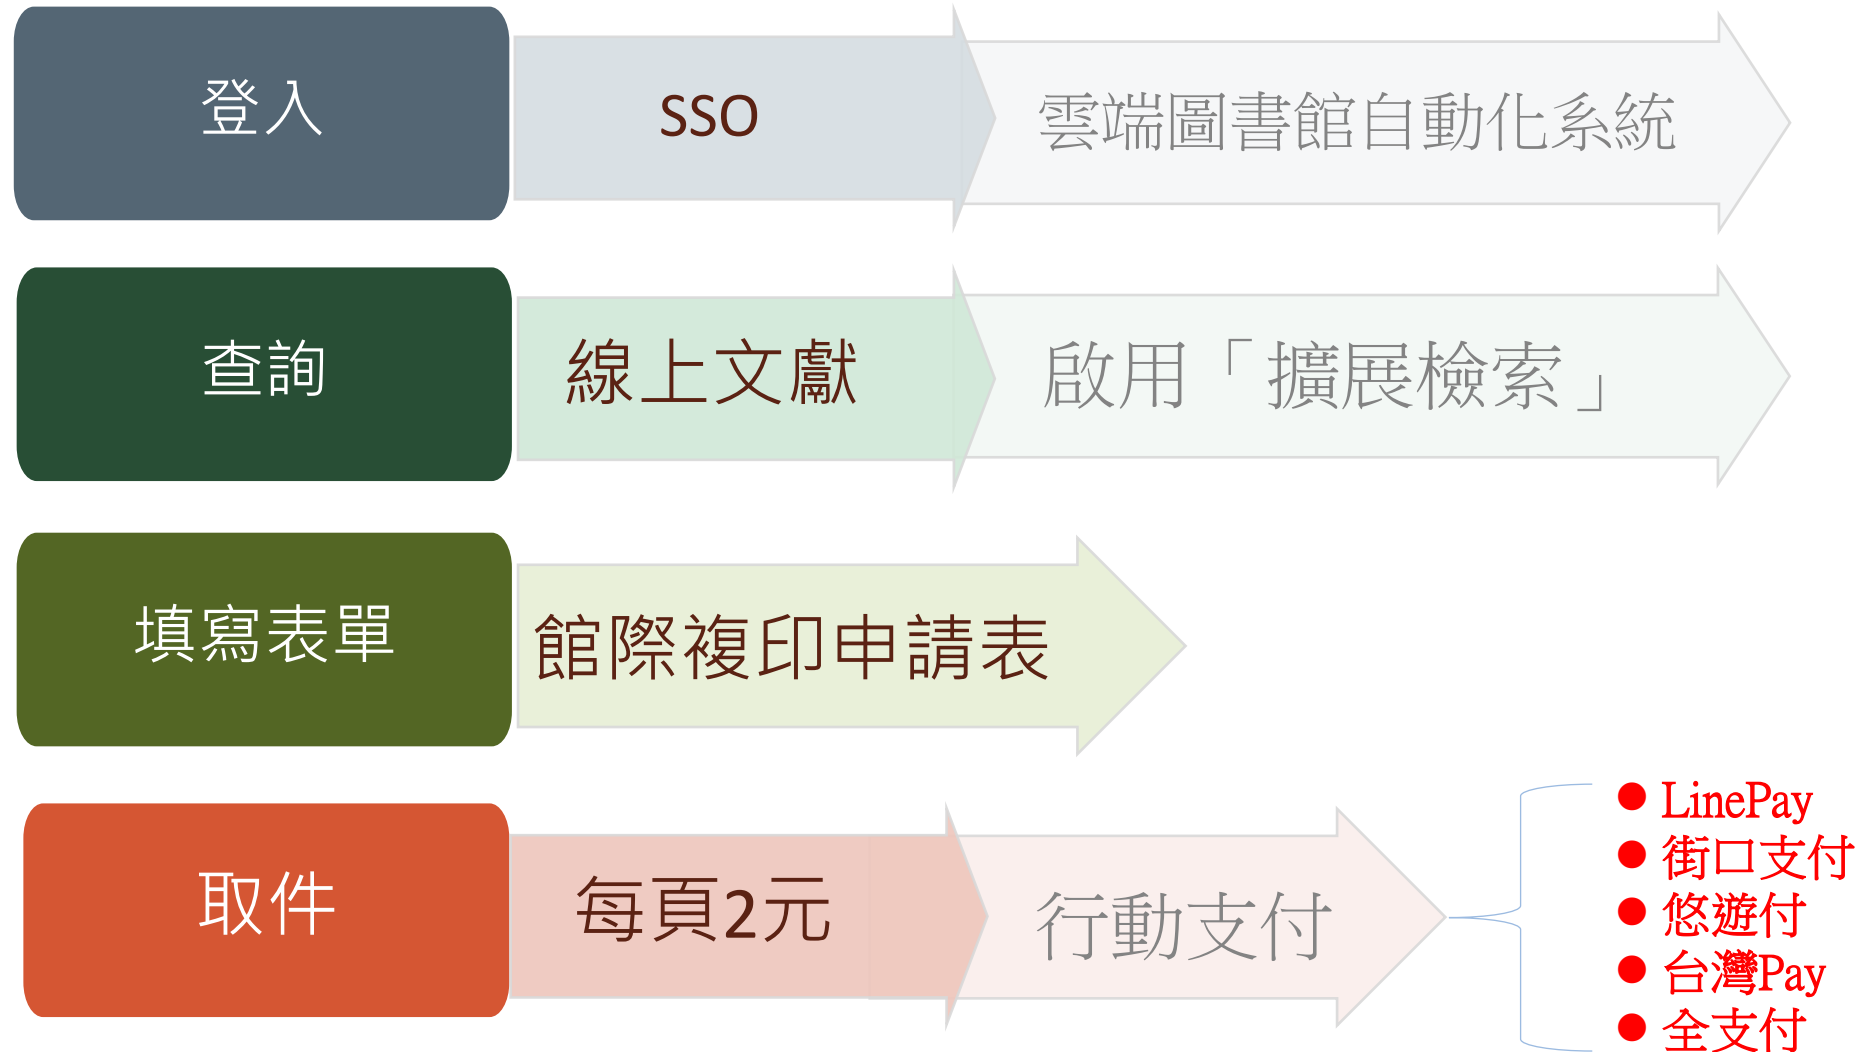 登入
SSO
雲端圖書館自動化系統
查詢
線上文獻
啟用「擴展檢索」
填寫表單
館際複印申請表
取件
每頁2元
行動支付
● LinePay
● 街口支付
● 悠遊付
● 台灣Pay
● 全支付